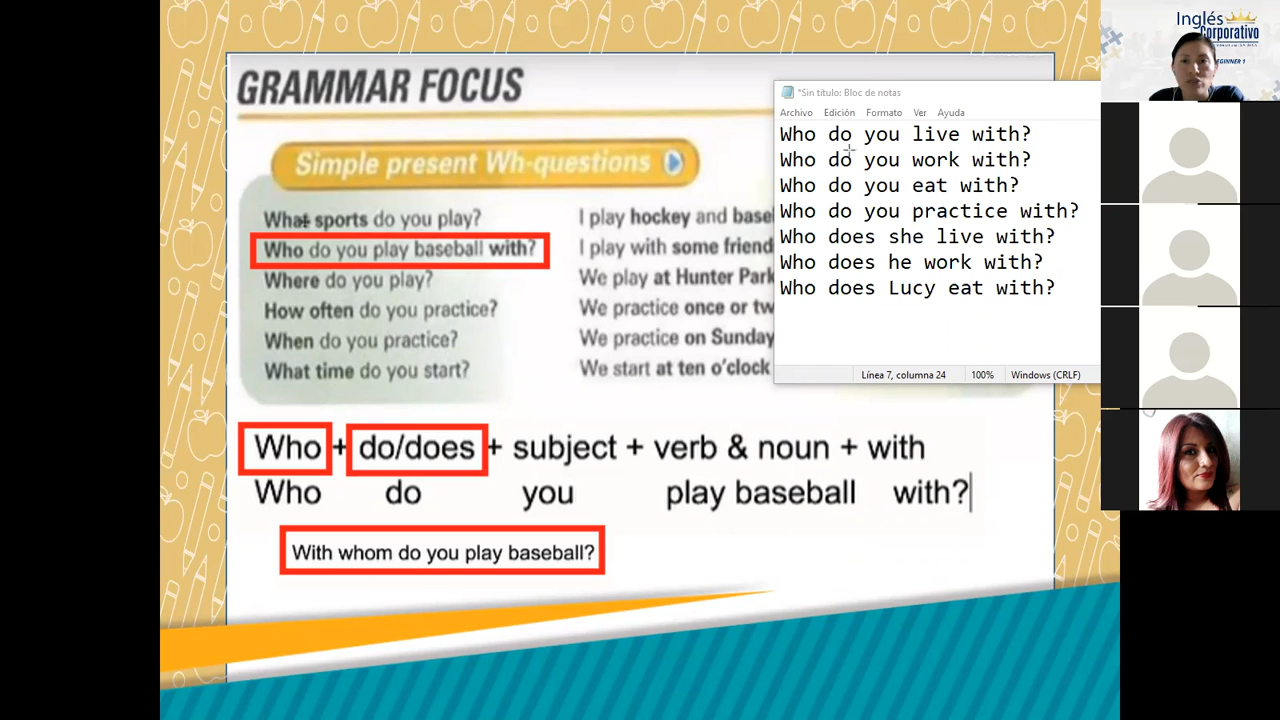 GRAMMAR FOCUS
Simple present Wh-questions
What sports do you play?
I play hockey and base
Who do you play baseball with?
I play with some friend
Where do you play?
We play at Hunter Park
How often do you practice?
We practice once or tw
When do you practice?
We practice on Sunday
What time do you start?
We start at ten o'clock
*Sin título: Bloc de notas
Archivo Edición Formato Ver Ayuda
Who do you live with?
Who do you work with?
Who do you eat with?
Who do you practice with?
Who does she live with?
Who does he work with?
Who does Lucy eat with?
Línea 7, columna 24 100% Windows (CRLF)
Who + do/does + subject + verb & noun + with
Who do you play baseball with?
With whom do you play baseball?
Inglés
Corporativo
EGINNER 1